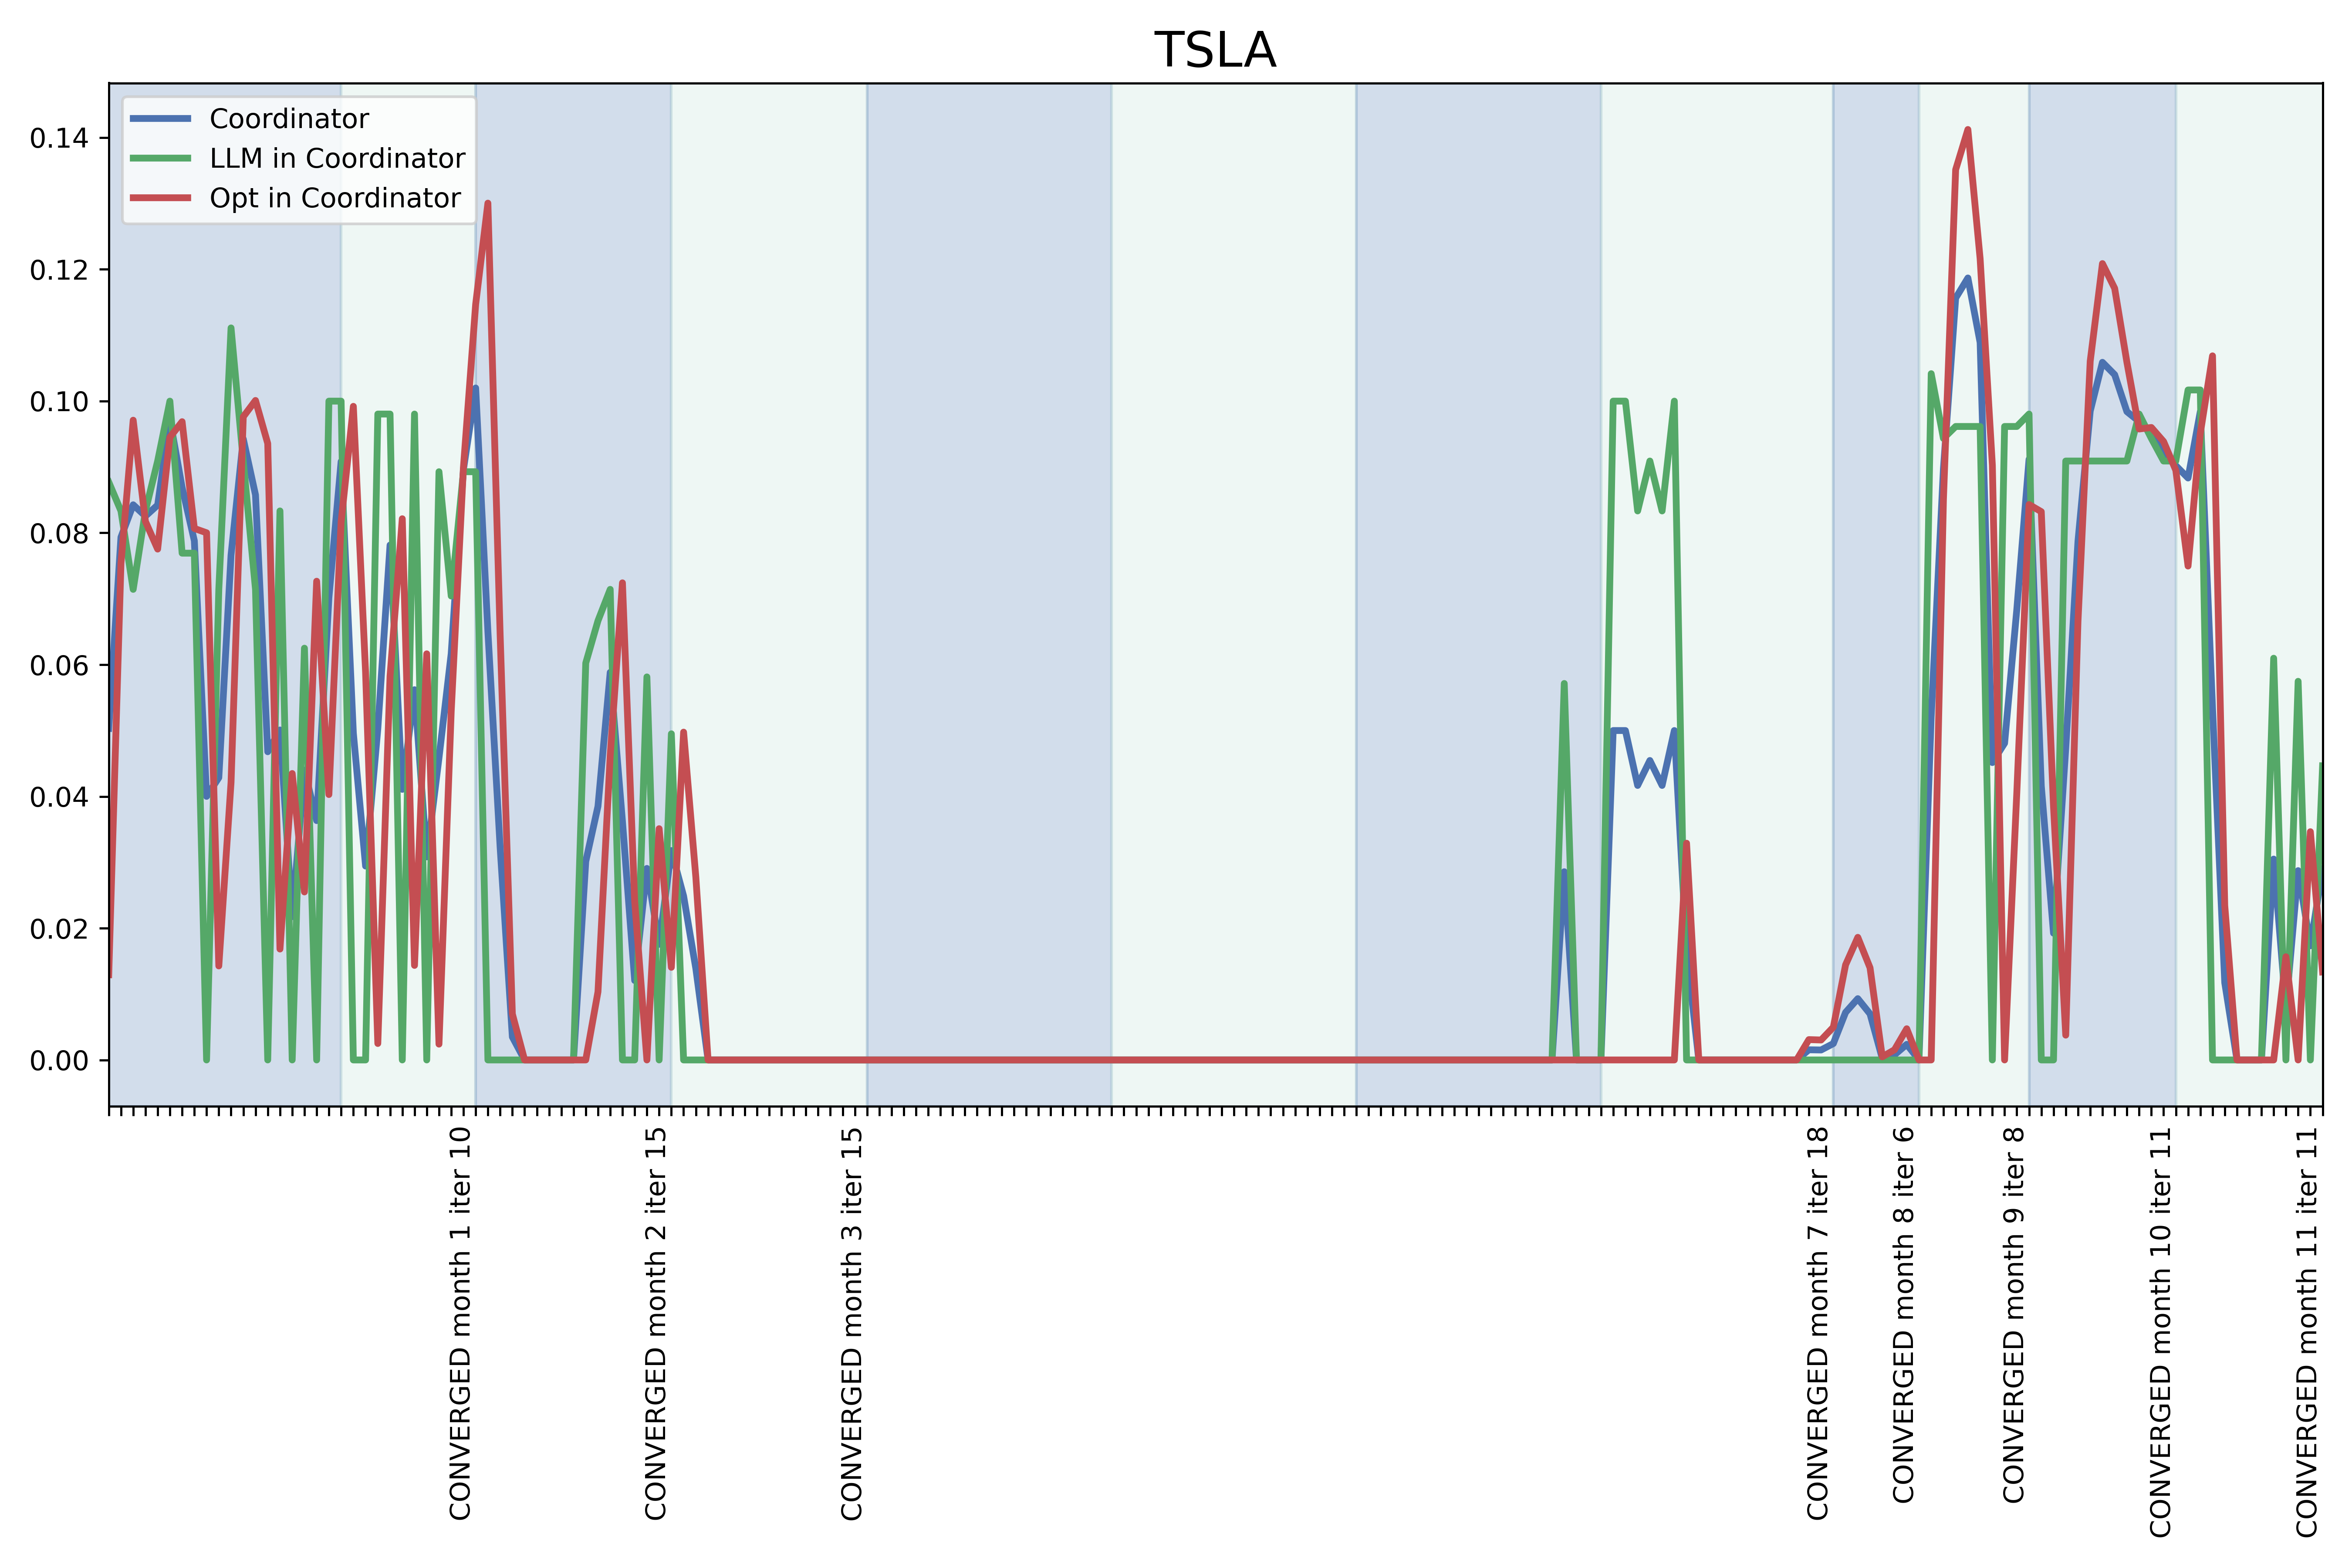 TSLA
Coordinator
LLM in Coordinator
Opt in Coordinator
0.14
0.12
0.10
0.08
0.06
0.04
0.02
0.00
CONVERGED month 1 iter 10
CONVERGED month 2 iter 15
CONVERGED month 3 iter 15
CONVERGED month 7 iter 18
CONVERGED month 8 iter 6
CONVERGED month 9 iter 8
CONVERGED month 10 iter 11
CONVERGED month 11 iter 11